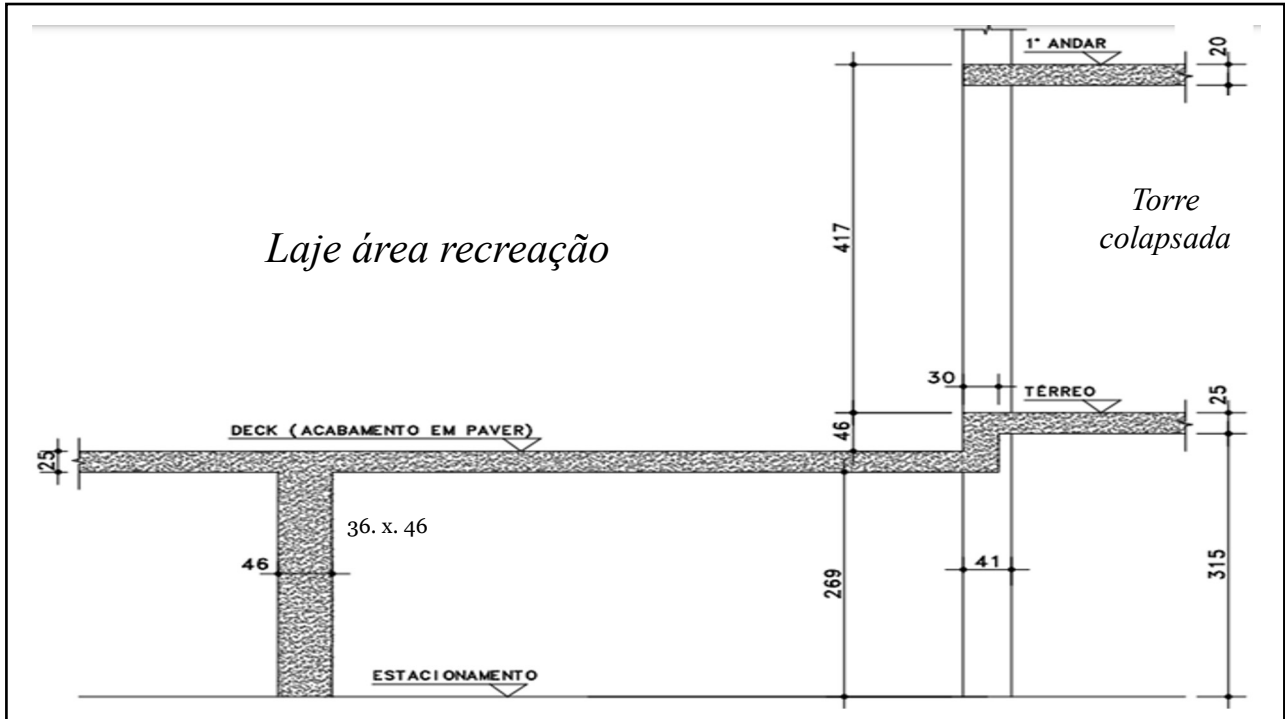 1° ANDAR
20
Torre
colapsada
Laje área recreação
417
30
TÉRREO
25
46
DECK (ACABAMENTO EM PAVER)
25
36. x. 46
46
269
41
315
ESTACIONAMENTO